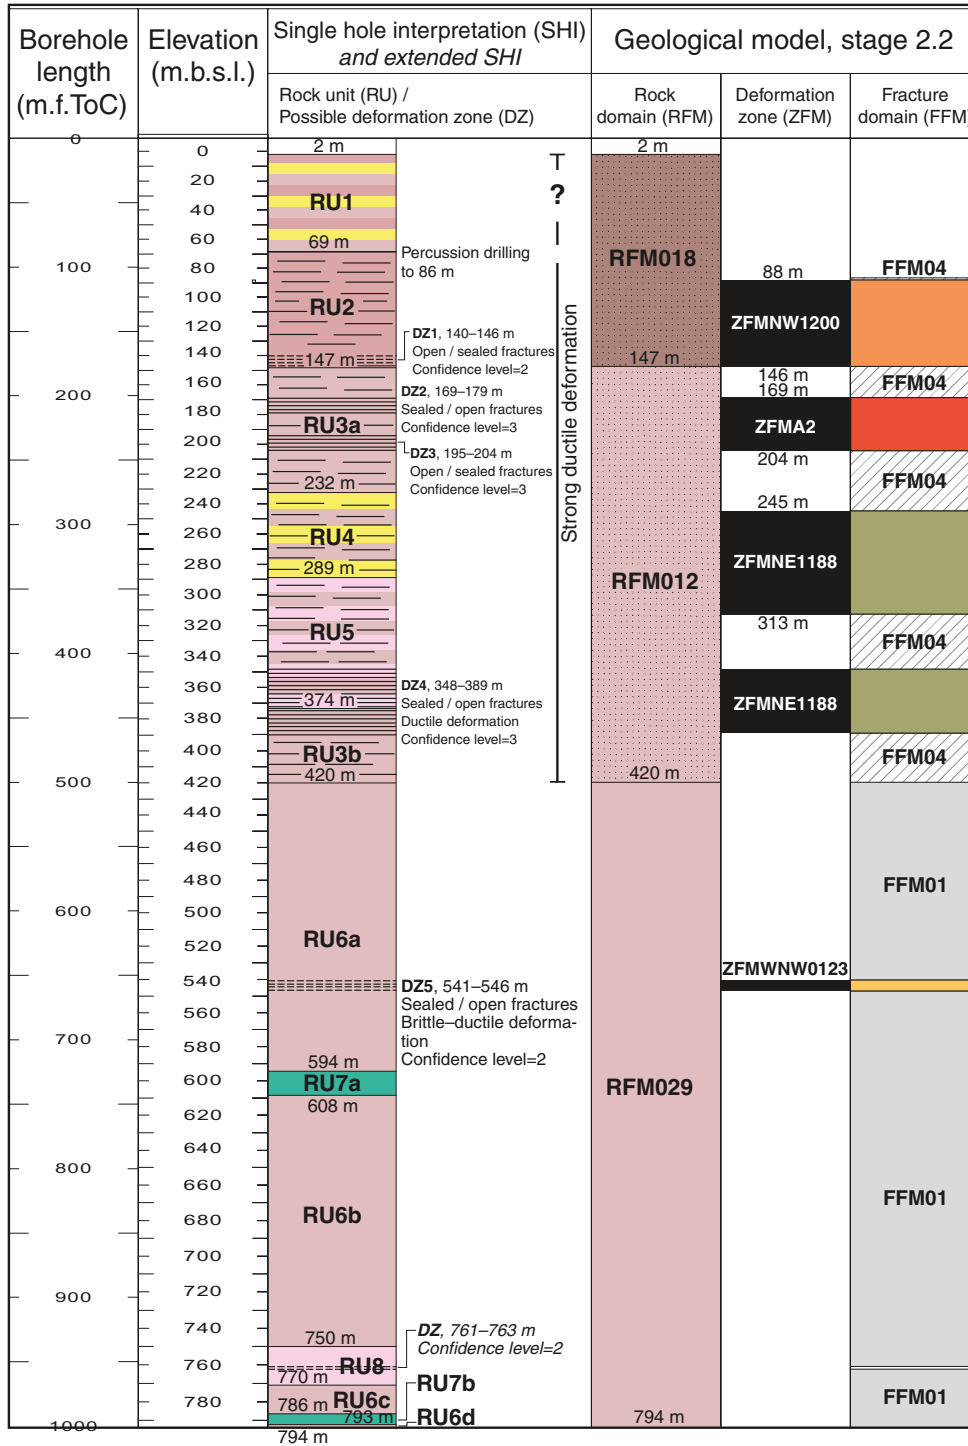 Borehole
length
(m.f.ToC)
Elevation
(m.b.s.l.)
Single hole interpretation (SHI)
and extended SHI
Geological model, stage 2.2
Rock unit (RU) /
Possible deformation zone (DZ)
Rock
domain (RFM)
Deformation
zone (ZFM)
Fracture
domain (FFM)
0
100
200
300
400
500
600
700
800
900
1000
0
20
40
60
80
100
120
140
160
180
200
220
240
260
280
300
320
340
360
380
400
420
440
460
480
500
520
540
560
580
600
620
640
660
680
700
720
740
760
780
2 m
RU1
69 m
RU2
147 m
RU3a
232 m
RU4
289 m
RU5
374 m
RU3b
420 m
RU6a
594 m
RU7a
608 m
RU6b
750 m
RU8
770 m
RU6c
786 m
793 m
794 m
Percussion drilling
to 86 m
DZ1, 140–146 m
Open / sealed fractures
Confidence level=2
DZ2, 169–179 m
Sealed / open fractures
Confidence level=3
DZ3, 195–204 m
Open / sealed fractures
Confidence level=3
DZ4, 348–389 m
Sealed / open fractures
Ductile deformation
Confidence level=3
DZ5, 541–546 m
Sealed / open fractures
Brittle–ductile deforma-
tion
Confidence level=2
DZ, 761–763 m
Confidence level=2
RU7b
RU6d
?
Strong ductile deformation
2 m
RFM018
147 m
RFM012
420 m
RFM029
794 m
88 m
ZFMNW1200
146 m
169 m
ZFMA2
204 m
245 m
ZFMNE1188
313 m
ZFMNE1188
ZFMWNW0123
FFM04
FFM04
FFM04
FFM04
FFM04
FFM01
FFM01
FFM01